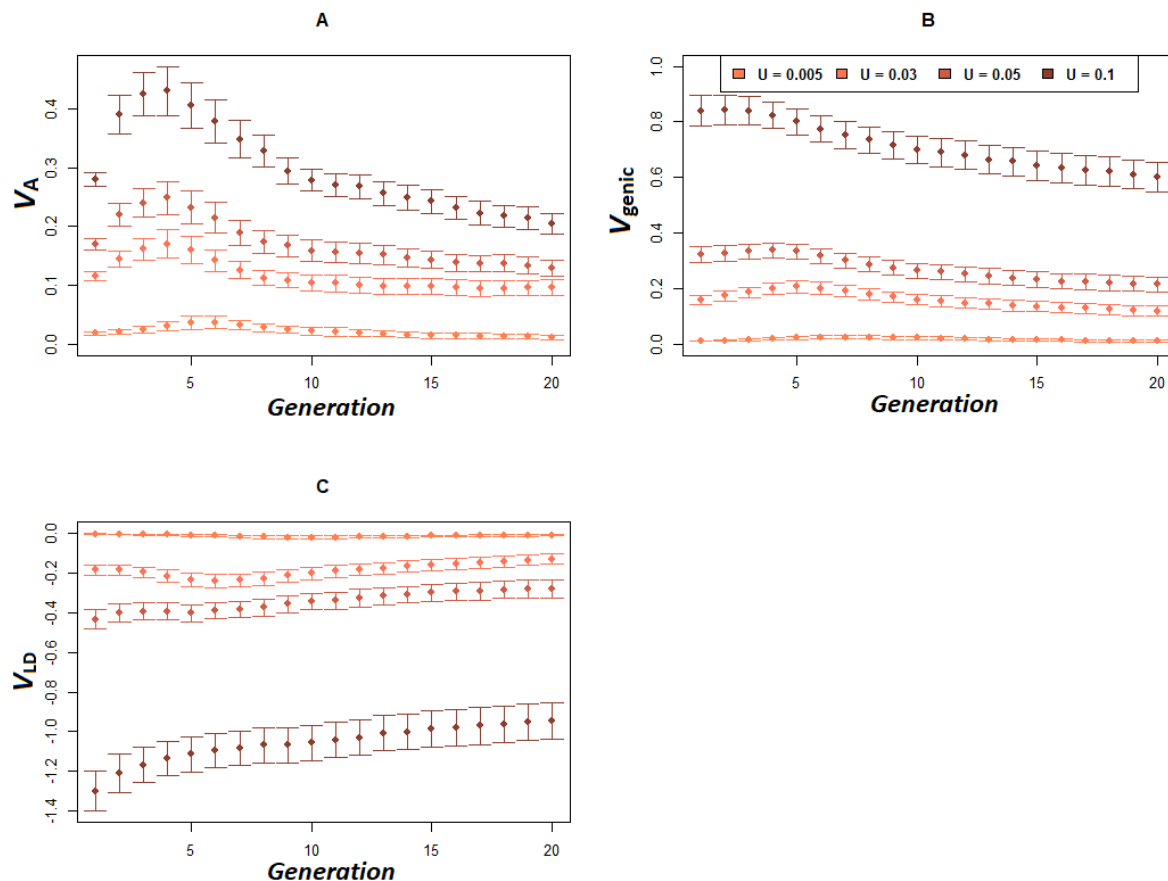 A
V_A
0.0 0.1 0.2 0.3 0.4
5 10 15 20
Generation
B
U = 0.005 U = 0.03 U = 0.05 U = 0.1
V_genic
0.0 0.2 0.4 0.6 0.8 1.0
5 10 15 20
Generation
C
V_LD
-1.4 -1.2 -1.0 -0.8 -0.6 -0.4 -0.2 0.0
5 10 15 20
Generation